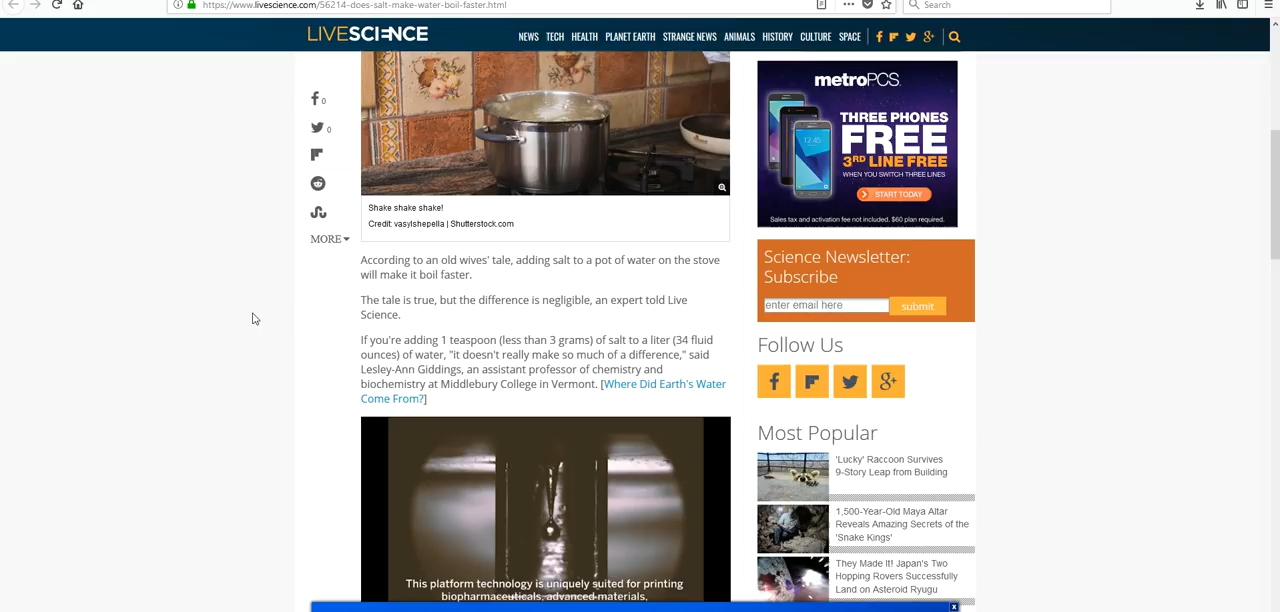 https://www.livescience.com/56214-does-salt-make-water-boil-faster.html
Search
LIVESCIENCE
NEWS TECH HEALTH PLANET EARTH STRANGE NEWS ANIMALS HISTORY CULTURE SPACE
0
0
MORE
Shake shake shake!
Credit: vasylshepella | Shutterstock.com
According to an old wives' tale, adding salt to a pot of water on the stove
will make it boil faster.
The tale is true, but the difference is negligible, an expert told Live
Science.
If you're adding 1 teaspoon (less than 3 grams) of salt to a liter (34 fluid
ounces) of water, "it doesn't really make so much of a difference," said
Lesley-Ann Giddings, an assistant professor of chemistry and
biochemistry at Middlebury College in Vermont. [Where Did Earth's Water
Come From?]
This platform technology is uniquely suited for printing
biopharmaceuticals, advanced materials,
metroPCS.
12:45
THREE PHONES
FREE
3RD LINE FREE
WHEN YOU SWITCH THREE LINES
START TODAY
Sales tax and activation fee not included. $60 plan required.
Science Newsletter:
Subscribe
enter email here
submit
Follow Us
Most Popular
'Lucky' Raccoon Survives
9-Story Leap from Building
1,500-Year-Old Maya Altar
Reveals Amazing Secrets of the
'Snake Kings'
They Made It! Japan's Two
Hopping Rovers Successfully
Land on Asteroid Ryugu
x